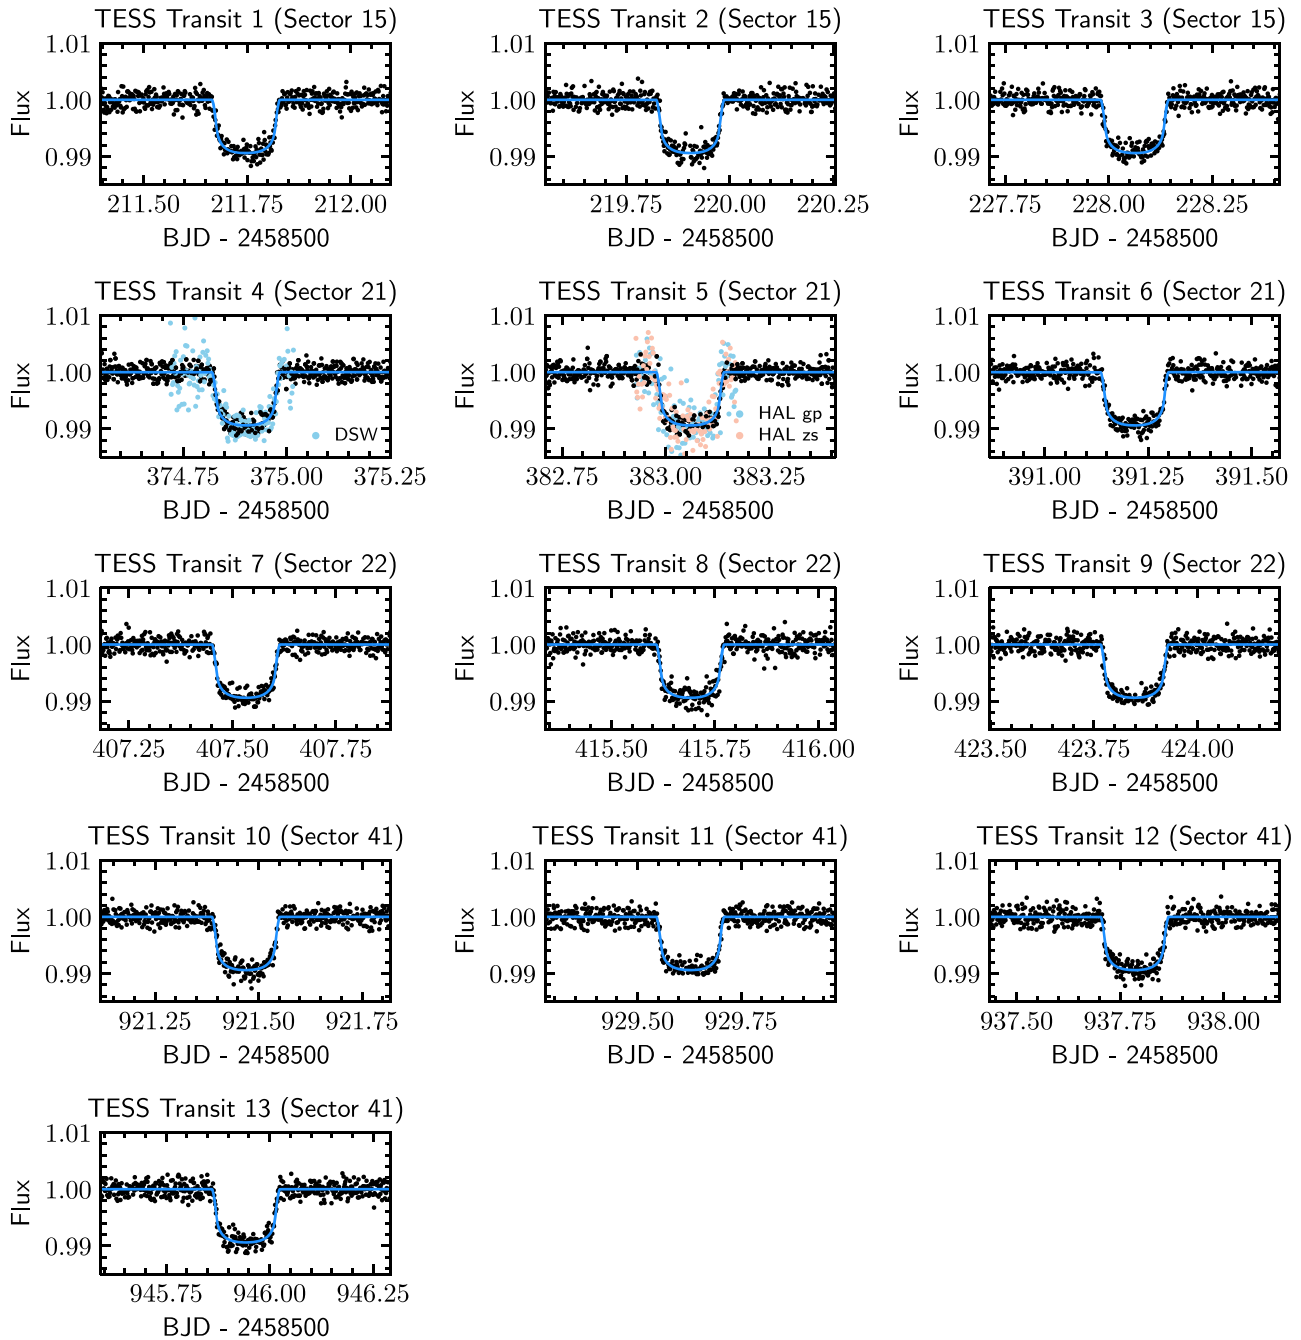 TESS Transit 1 (Sector 15)
1.01
1.00
0.99
Flux
211.50 211.75 212.00
BJD - 2458500
TESS Transit 2 (Sector 15)
219.75 220.00 220.25
BJD - 2458500
TESS Transit 3 (Sector 15)
1.01
1.00
0.99
Flux
227.75 228.00 228.25
BJD - 2458500
TESS Transit 4 (Sector 21)
1.01
1.00
0.99
Flux
DSW
374.75 375.00 375.25
BJD - 2458500
TESS Transit 5 (Sector 21)
1.01
1.00
0.99
Flux
HAL gp
HAL zs
382.75 383.00 383.25
BJD - 2458500
TESS Transit 6 (Sector 21)
1.01
1.00
0.99
Flux
391.00 391.25 391.50
BJD - 2458500
TESS Transit 7 (Sector 22)
1.01
1.00
0.99
Flux
407.25 407.50 407.75
BJD - 2458500
TESS Transit 8 (Sector 22)
1.01
1.00
0.99
Flux
415.50 415.75 416.00
BJD - 2458500
TESS Transit 9 (Sector 22)
1.01
1.00
0.99
Flux
423.50 423.75 424.00
BJD - 2458500
TESS Transit 10 (Sector 41)
1.01
1.00
0.99
Flux
921.25 921.50 921.75
BJD - 2458500
TESS Transit 11 (Sector 41)
1.01
1.00
0.99
Flux
929.50 929.75
BJD - 2458500
TESS Transit 12 (Sector 41)
1.01
1.00
0.99
Flux
937.50 937.75 938.00
BJD - 2458500
TESS Transit 13 (Sector 41)
1.01
1.00
0.99
Flux
945.75 946.00 946.25
BJD - 2458500